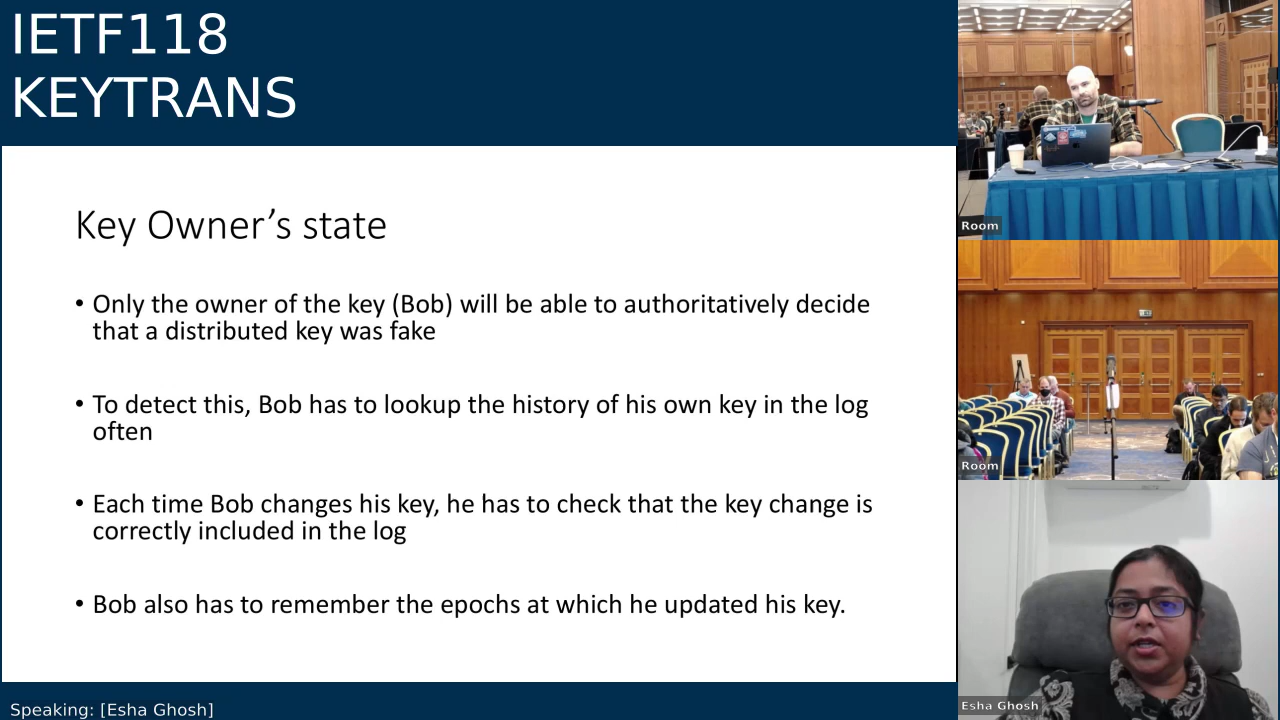 IETF118
KEYTRANS
Key Owner’s state
• Only the owner of the key (Bob) will be able to authoritatively decide
that a distributed key was fake
• To detect this, Bob has to lookup the history of his own key in the log
often
• Each time Bob changes his key, he has to check that the key change is
correctly included in the log
• Bob also has to remember the epochs at which he updated his key.
Speaking: [Esha Ghosh]
Room
Room
Esha Ghosh